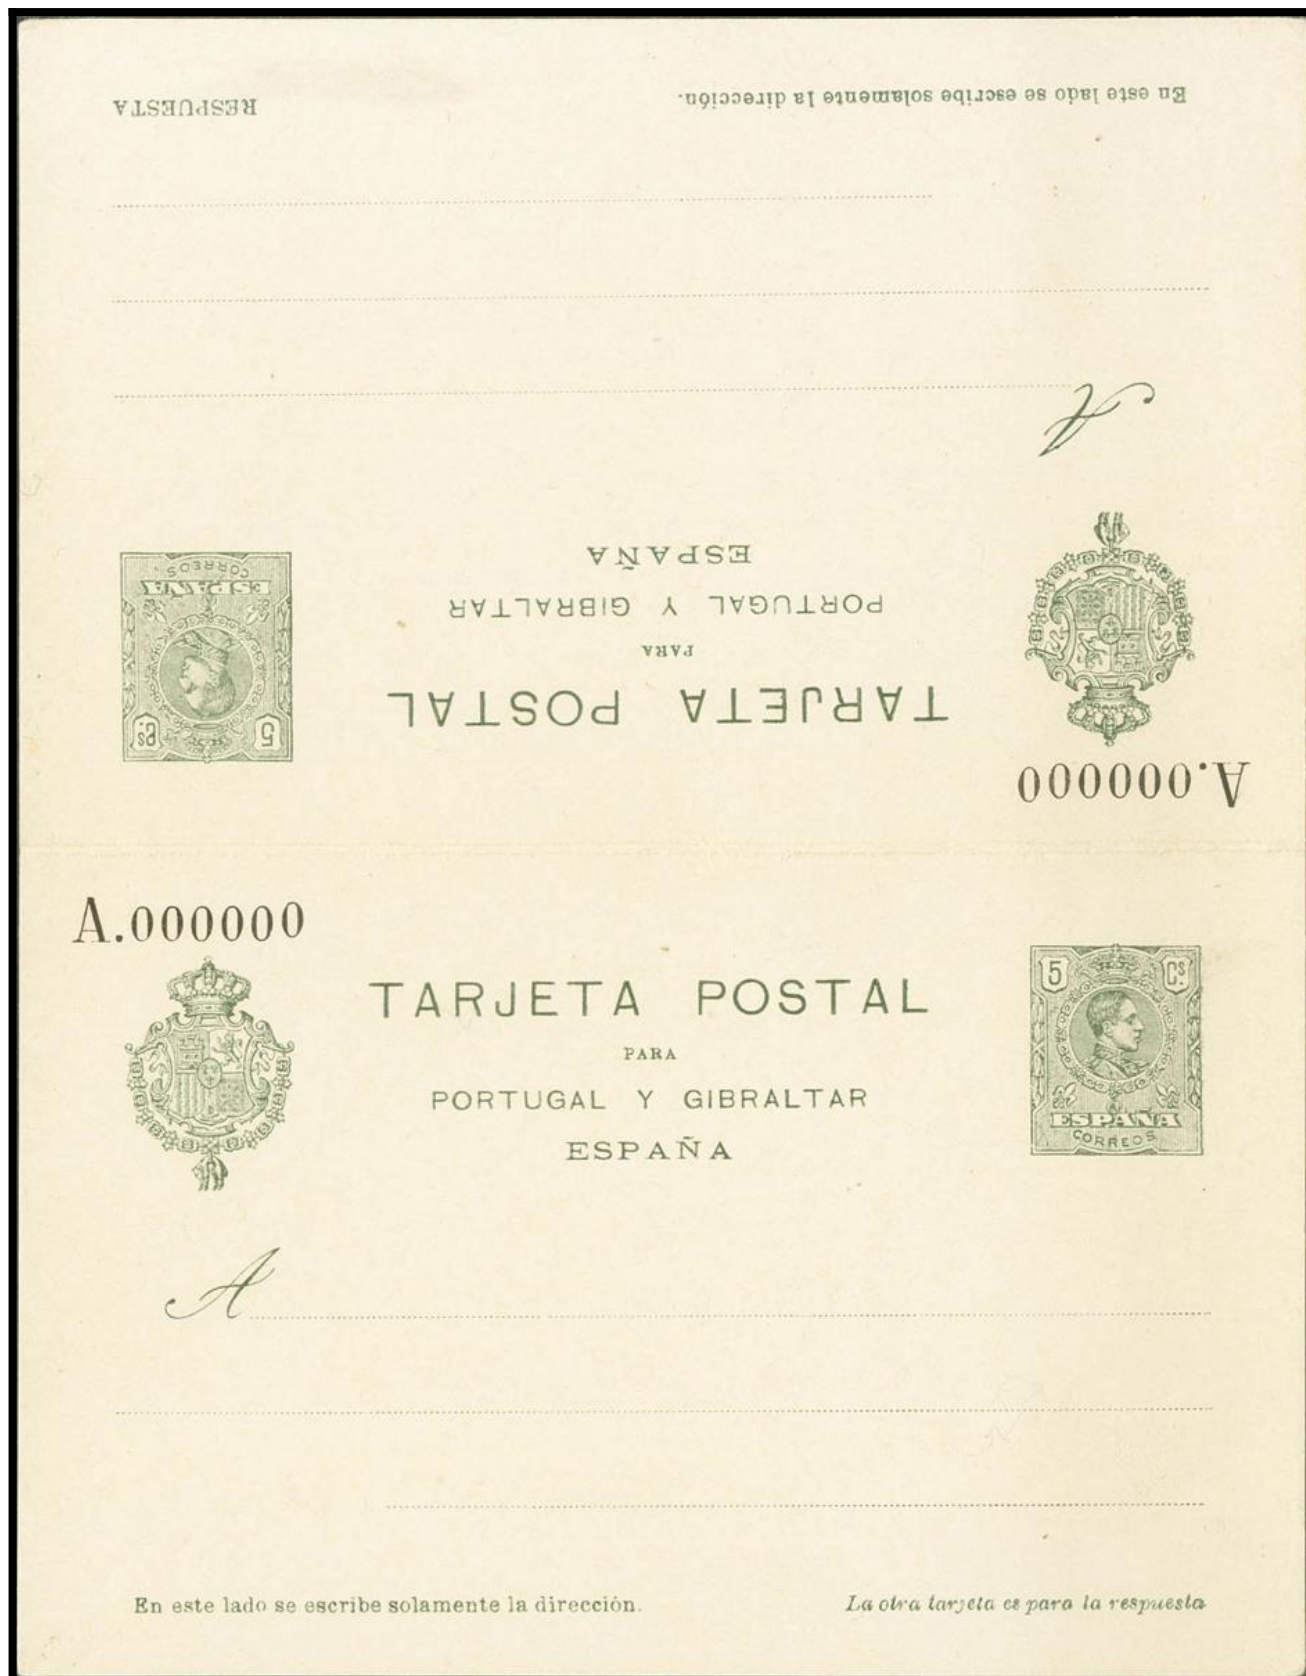 RESPUESTA
En este lado se escribe solamente la dirección.
A
ESPAÑA
PORTUGAL Y GIBRALTAR
PARA
TARJETA POSTAL
CORREOS
ESPAÑA
5 Cs.
A.000000
A.000000
TARJETA POSTAL
PARA
PORTUGAL Y GIBRALTAR
ESPAÑA
5 Cs.
ESPAÑA
CORREOS
A
En este lado se escribe solamente la dirección.
La otra tarjeta es para la respuesta